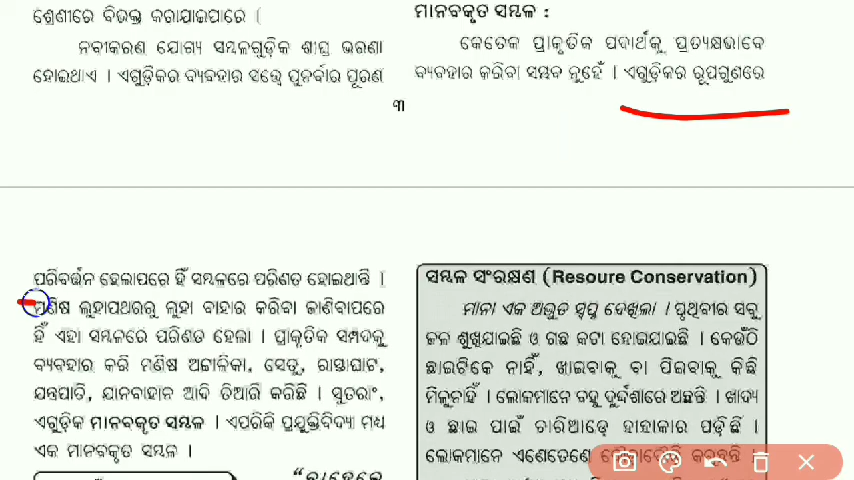 ଶ୍ରେଣୀରେ ବିଭକ୍ତ କରାଯାଇପାରେ ।
ନବୀକରଣ ଯୋଗ୍ୟ ସମ୍ବଳଗୁଡ଼ିକ ଶୀଘ୍ର ଭରଣା
ହୋଇଥାଏ । ଏଗୁଡ଼ିକର ବ୍ୟବହାର ସତ୍ତ୍ୱେ ପୁନର୍ବାର ପୂରଣ
ମାନବକୃତ ସମ୍ବଳ :
କେତେକ ପ୍ରାକୃତିକ ପଦାର୍ଥକୁ ପ୍ରତ୍ୟକ୍ଷଭାବେ
ବ୍ୟବହାର କରିବା ସମ୍ଭବ ନୁହେଁ । ଏଗୁଡ଼ିକର ରୂପଗୁଣରେ
୩
ପରିବର୍ତ୍ତନ ହେଲାପରେ ହିଁ ସମ୍ବଳରେ ପରିଣତ ହୋଇଥାନ୍ତି ।
ମଣିଷ ଲୁହାପଥରରୁ ଲୁହା ବାହାର କରିବା ଜାଣିବାପରେ
ହିଁ ଏହା ସମ୍ବଳରେ ପରିଣତ ହେଲା । ପ୍ରାକୃତିକ ସମ୍ପଦକୁ
ବ୍ୟବହାର କରି ମଣିଷ ଅଟ୍ଟାଳିକା, ସେତୁ, ରାସ୍ତାଘାଟ,
ଯନ୍ତ୍ରପାତି, ଯାନବାହାନ ଆଦି ତିଆରି କରିଛି । ସୁତରାଂ,
ଏଗୁଡ଼ିକ ମାନବକୃତ ସମ୍ବଳ । ଏପରିକି ପ୍ରଯୁକ୍ତିବିଦ୍ୟା ମଧ୍ୟ
ଏକ ମାନବକୃତ ସମ୍ବଳ ।
ସମ୍ବଳ ସଂରକ୍ଷଣ (Resoure Conservation)
ମାନା ଏକ ଅଦ୍ଭୁତ ସ୍ବପ୍ନ ଦେଖିଲା । ପୃଥିବୀର ସବୁ
ଜଳ ଶୁଖିଯାଇଛି ଓ ଗଛ କଟା ହୋଇଯାଇଛି । କେଉଁଠି
ଛାଇଟିକେ ନାହିଁ, ଖାଇବାକୁ ବା ପିଇବାକୁ କିଛି
ମିଳୁନାହିଁ । ଲୋକମାନେ ବହୁ ଦୁର୍ଦ୍ଦଶାରେ ଅଛନ୍ତି । ଖାଦ୍ୟ
ଓ ଛାଇ ପାଇଁ ଚାରିଆଡ଼େ ହାହାକାର ପଡ଼ିଛି ।
ଲୋକମାନେ ଏଣେତେଣେ